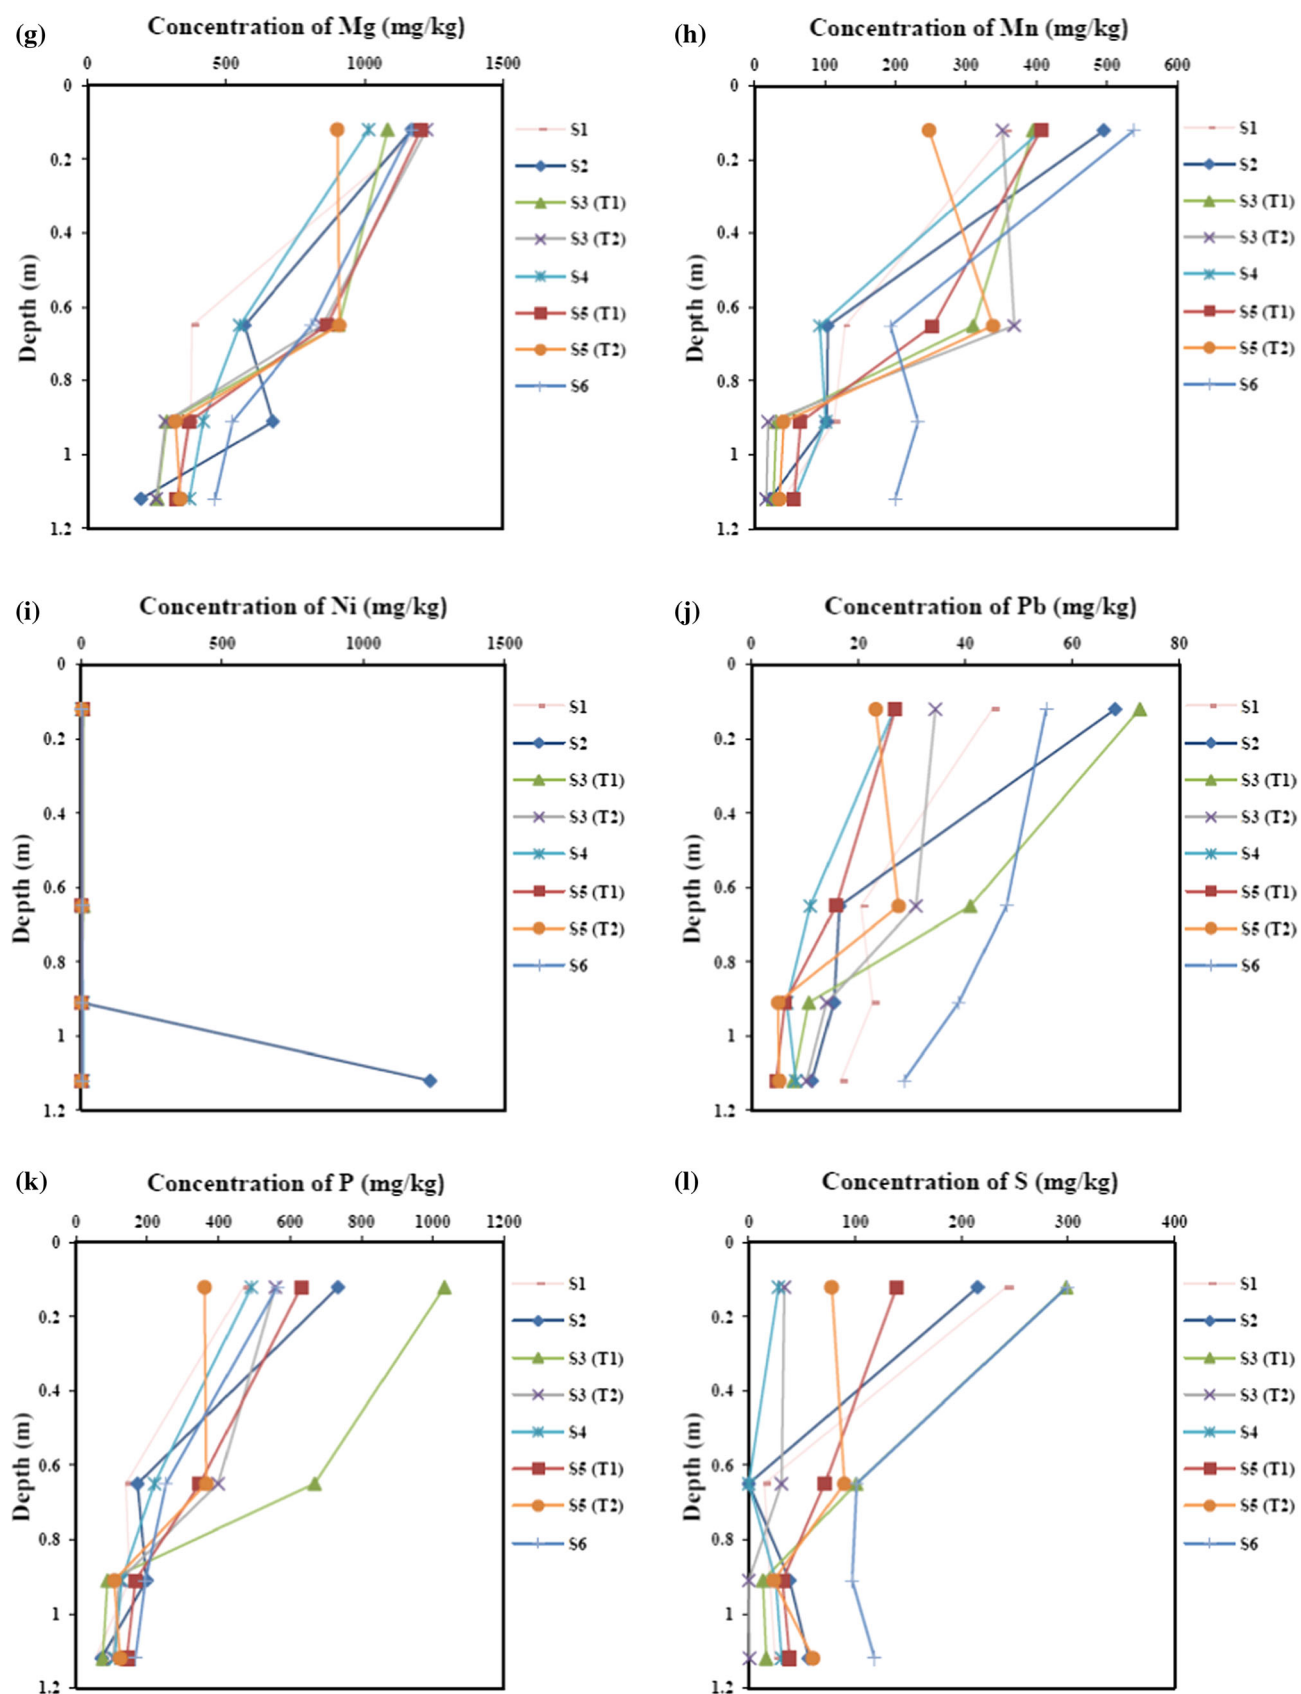 (g) Concentration of Mg (mg/kg)
0 500 1000 1500
0
0.2
0.4
0.6
0.8
1
1.2
Depth (m)
S1
S2
S3 (T1)
S3 (T2)
S4
S5 (T1)
S5 (T2)
S6
(h) Concentration of Mn (mg/kg)
0 100 200 300 400 500 600
0
0.2
0.4
0.6
0.8
1
1.2
Depth (m)
S1
S2
S3 (T1)
S3 (T2)
S4
S5 (T1)
S5 (T2)
S6
(i) Concentration of Ni (mg/kg)
0 500 1000 1500
0
0.2
0.4
0.6
0.8
1
1.2
Depth (m)
S1
S2
S3 (T1)
S3 (T2)
S4
S5 (T1)
S5 (T2)
S6
(j) Concentration of Pb (mg/kg)
0 20 40 60 80
0
0.2
0.4
0.6
0.8
1
1.2
Depth (m)
S1
S2
S3 (T1)
S3 (T2)
S4
S5 (T1)
S5 (T2)
S6
(k) Concentration of P (mg/kg)
0 200 400 600 800 1000 1200
0
0.2
0.4
0.6
0.8
1
1.2
Depth (m)
S1
S2
S3 (T1)
S3 (T2)
S4
S5 (T1)
S5 (T2)
S6
(l) Concentration of S (mg/kg)
0 100 200 300 400
0
0.2
0.4
0.6
0.8
1
1.2
Depth (m)
S1
S2
S3 (T1)
S3 (T2)
S4
S5 (T1)
S5 (T2)
S6